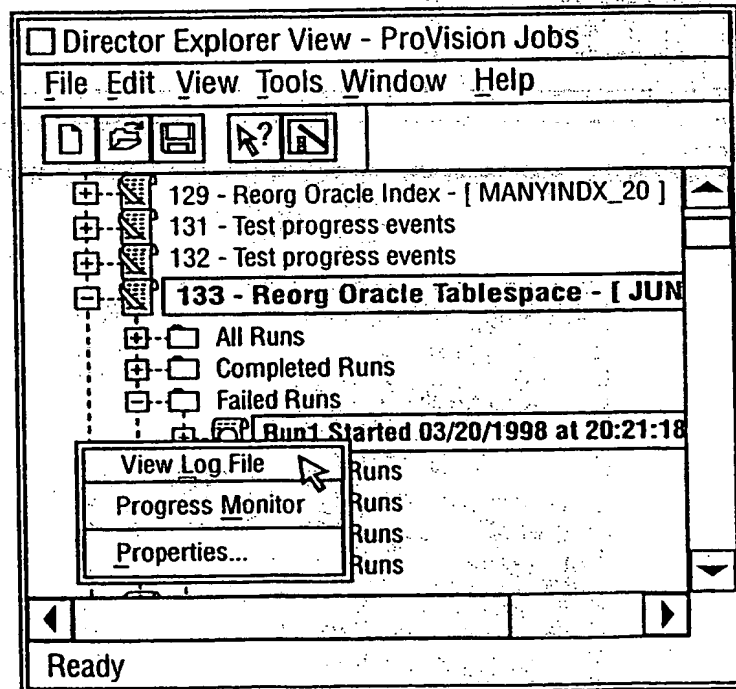 Director Explorer View - ProVision Jobs
File Edit View Tools Window Help
?
129 - Reorg Oracle Index - [ MANYINDX_20 ]
131 - Test progress events
132 - Test progress events
133 - Reorg Oracle Tablespace - [ JUN
All Runs
Completed Runs
Failed Runs
Run1 Started 03/20/1998 at 20:21:18
View Log File
Runs
Progress Monitor
Runs
Runs
Properties...
Runs
Ready